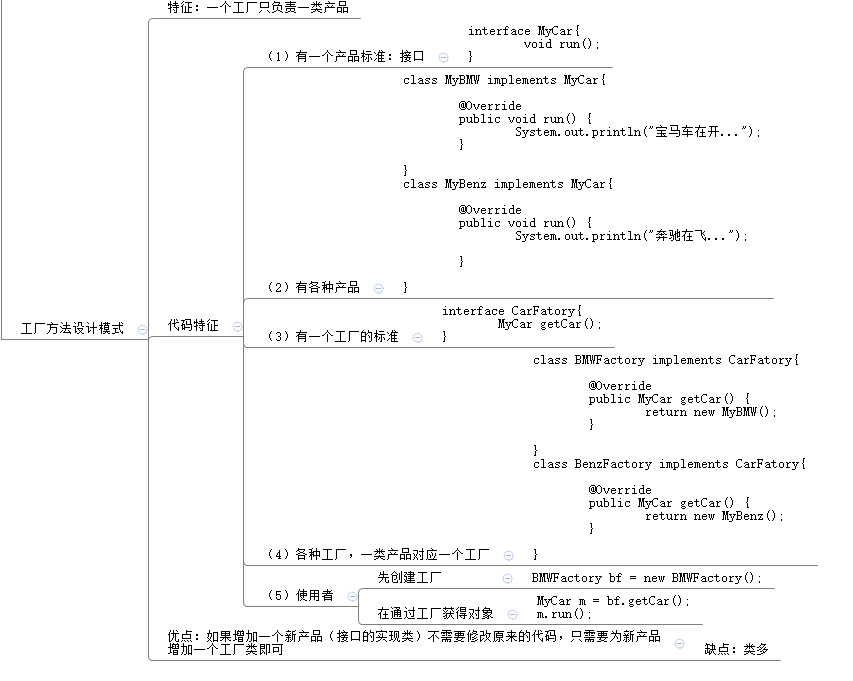 特征：一个工厂只负责一类产品
interface MyCar{
void run();
（1）有一个产品标准：接口 }
class MyBMW implements MyCar{
@Override
public void run() {
System.out.println("宝马车在开...");
}
}
class MyBenz implements MyCar{
@Override
public void run() {
System.out.println("奔驰在飞...");
}
（2）有各种产品 }
工厂方法设计模式
代码特征
interface CarFatory{
MyCar getCar();
（3）有一个工厂的标准 }
class BMWFactory implements CarFatory{
@Override
public MyCar getCar() {
return new MyBMW();
}
}
class BenzFactory implements CarFatory{
@Override
public MyCar getCar() {
return new MyBenz();
}
（4）各种工厂，一类产品对应一个工厂 }
（5）使用者
先创建工厂 BMWFactory bf = new BMWFactory();
在通过工厂获得对象
MyCar m = bf.getCar();
m.run();
优点：如果增加一个新产品（接口的实现类）不需要修改原来的代码，只需要为新产品
增加一个工厂类即可
缺点：类多